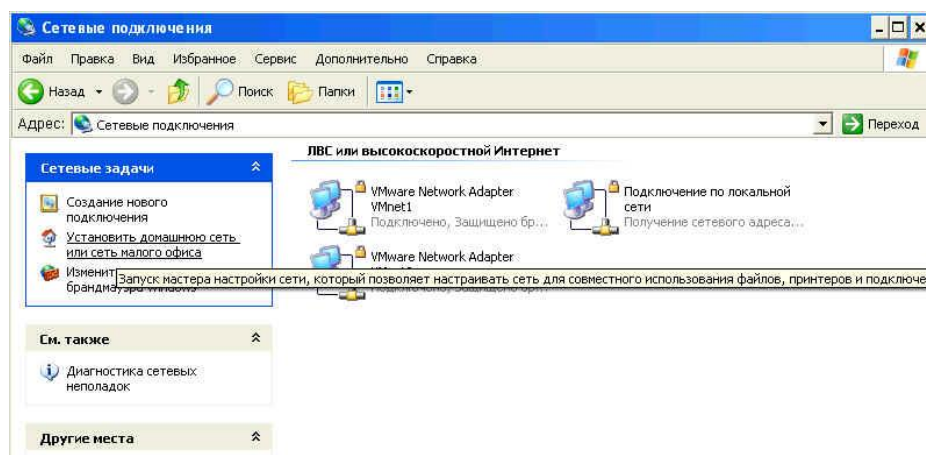 Сетевые подключения
Файл Правка Вид Избранное Сервис Дополнительно Справка
Назад Поиск Папки
Адрес: Сетевые подключения Переход
Сетевые задачи
Создание нового
подключения
Установить домашнюю сеть
или сеть малого офиса
Изменит
Запуск мастера настройки сети, который позволяет настраивать сеть для совместного использования файлов, принтеров и подключе
См. также
Диагностика сетевых
неполадок
Другие места
ЛВС или высокоскоростной Интернет
VMware Network Adapter
VMnet1
Подключено, Защищено бр...
Подключение по локальной
сети
Получение сетевого адреса...
VMware Network Adapter